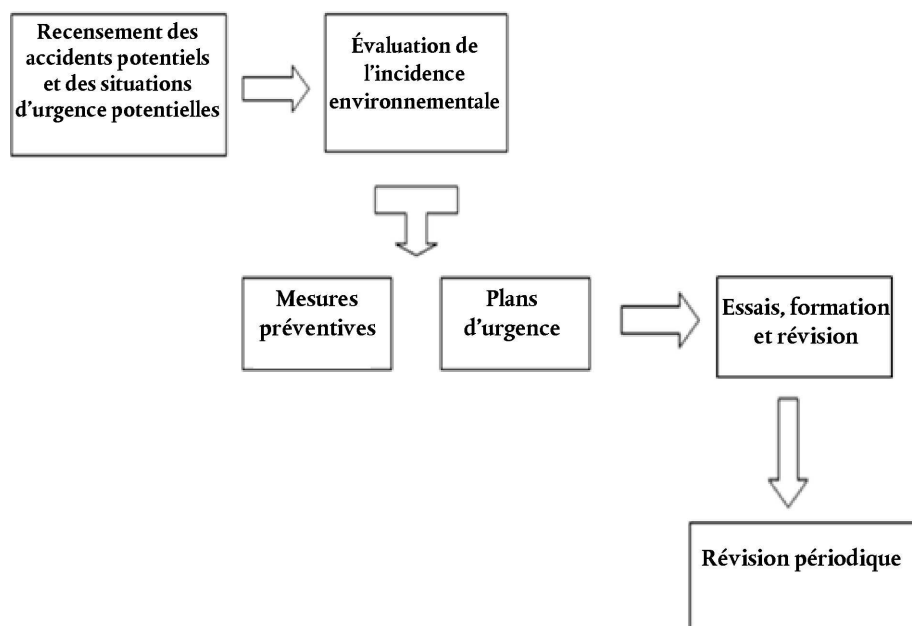 Recensement des
accidents potentiels
et des situations
d'urgence potentielles
Évaluation de
l'incidence
environnementale
Mesures
préventives
Plans
d'urgence
Essais, formation
et révision
Révision périodique